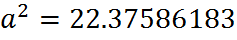 a² = 22.37586183